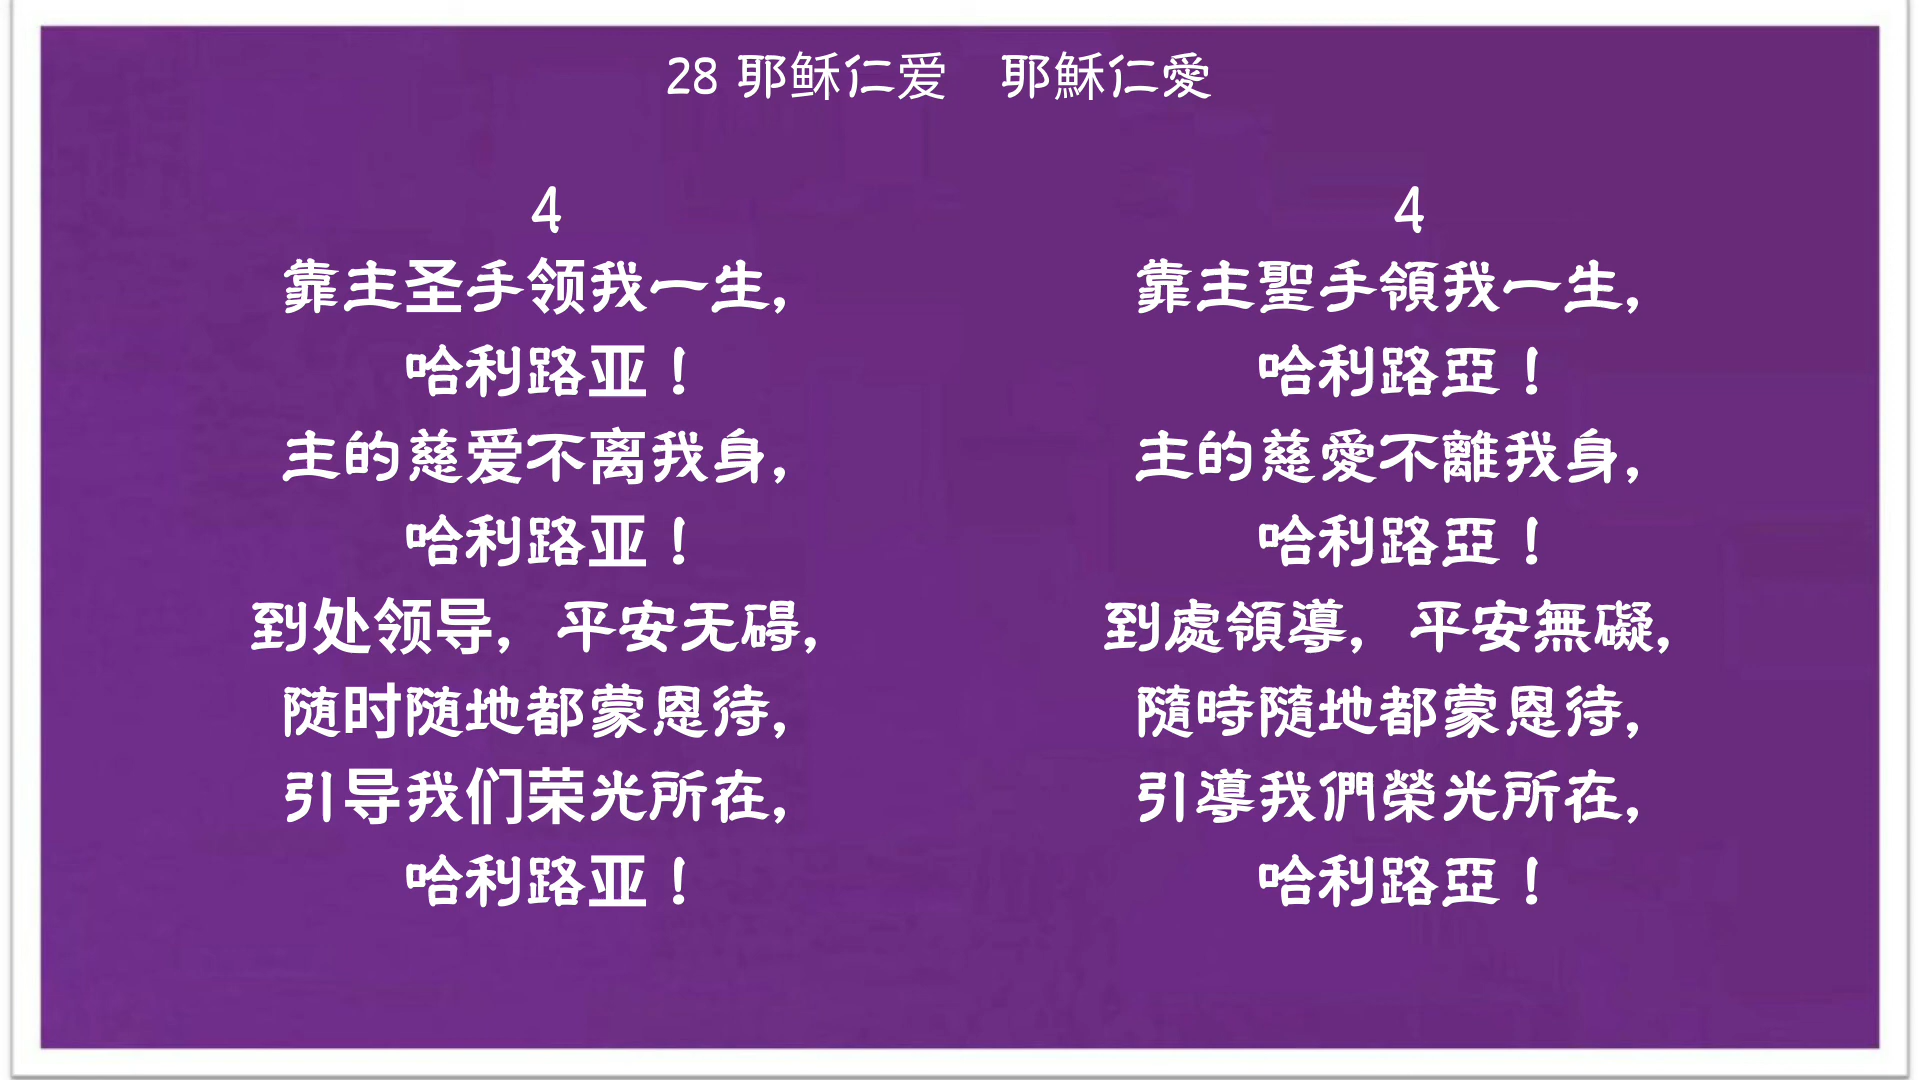 28 耶稣仁爱　耶穌仁愛
4
靠主圣手领我一生，
哈利路亚！
主的慈爱不离我身，
哈利路亚！
到处领导，平安无碍，
随时随地都蒙恩待，
引导我们荣光所在，
哈利路亚！
4
靠主聖手領我一生，
哈利路亞！
主的慈愛不離我身，
哈利路亞！
到處領導，平安無礙，
隨時隨地都蒙恩待，
引導我們榮光所在，
哈利路亞！